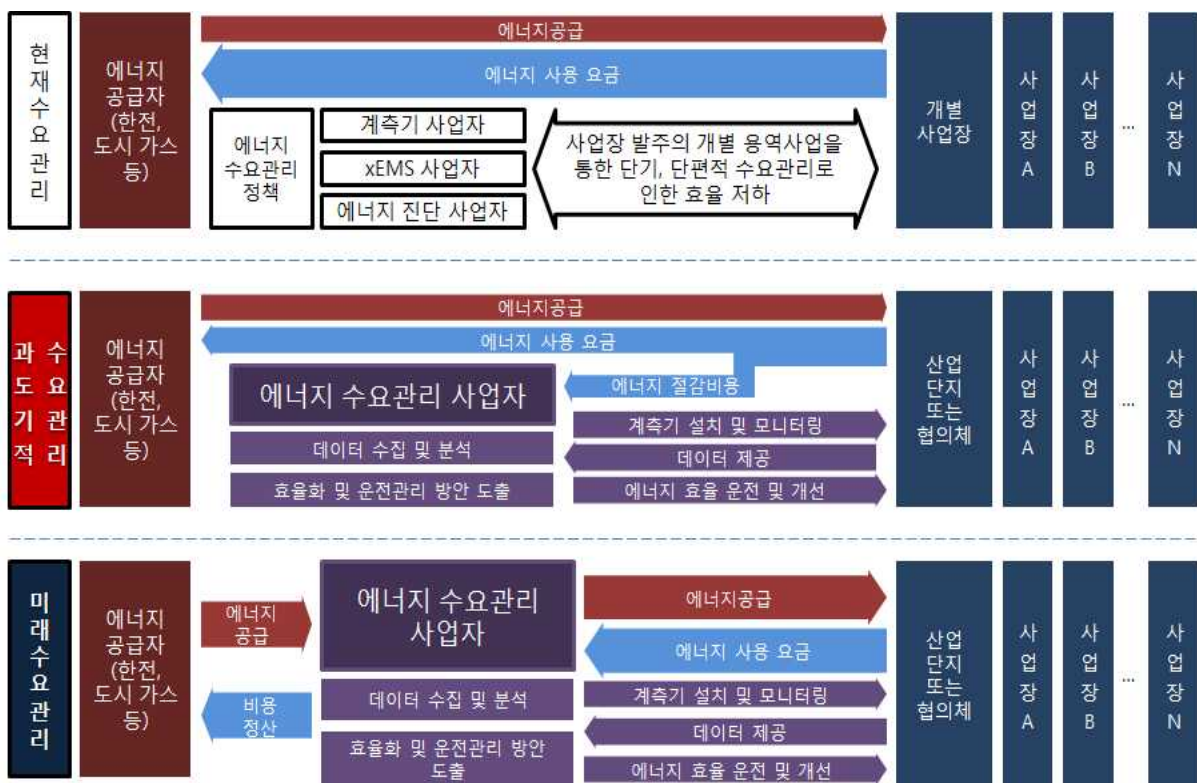 현
재
수
요
관
리
에너지
공급자
(한전,
도시 가스
등)
에너지공급
에너지 사용 요금
에너지
수요관리
정책
계측기 사업자
xEMS 사업자
에너지 진단 사업자
사업장 발주의 개별 용역사업을
통한 단기, 단편적 수요관리로
인한 효율 저하
개별
사업장
사
업
장
A
사
업
장
B
...
사
업
장
N
과
도
기
적
수
요
관
리
에너지
공급자
(한전,
도시 가스
등)
에너지공급
에너지 사용 요금
에너지 절감비용
에너지 수요관리 사업자
데이터 수집 및 분석
효율화 및 운전관리 방안 도출
계측기 설치 및 모니터링
데이터 제공
에너지 효율 운전 및 개선
산업
단지
또는
협의체
사
업
장
A
사
업
장
B
...
사
업
장
N
미
래
수
요
관
리
에너지
공급자
(한전,
도시 가스
등)
에너지
공급
비용
정산
에너지 수요관리
사업자
데이터 수집 및 분석
효율화 및 운전관리 방안
도출
에너지공급
에너지 사용 요금
계측기 설치 및 모니터링
데이터 제공
에너지 효율 운전 및 개선
산업
단지
또는
협의체
사
업
장
A
사
업
장
B
...
사
업
장
N